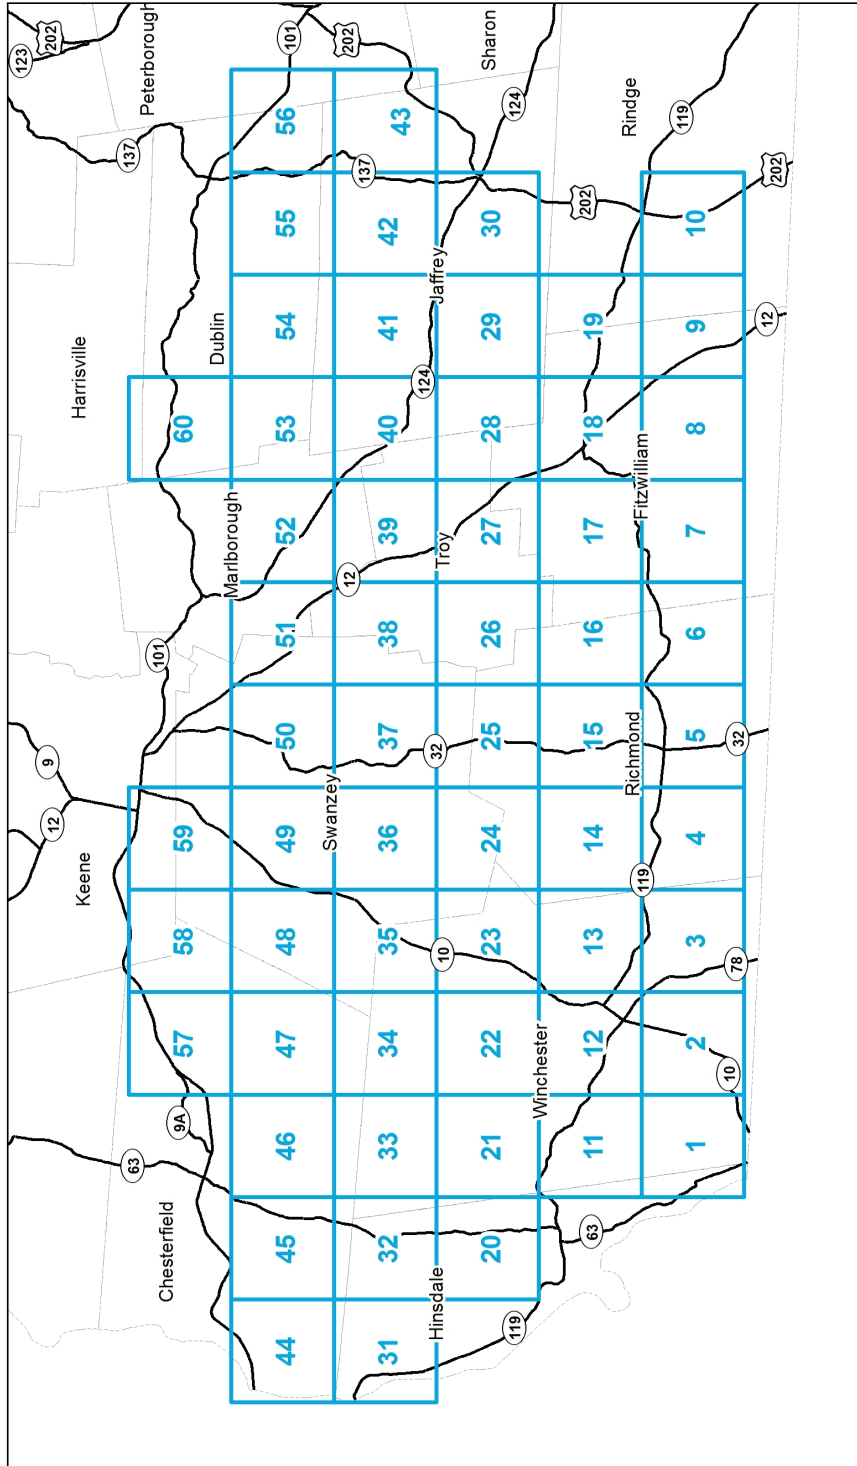 123
12
9
202
Keene
Harrisville
63
137
101
Peterborough
Chesterfield
9A
57 58 59 60
Marlborough
Dublin
44 45 46 47 48 49 50 51 52 53 54 55 56
101
Swanzey
12
202
137
31 32 33 34 35 36 37 38 39 40 41 42 43
Hinsdale
10
32
Troy
124
Jaffrey
20 21 22 23 24 25 26 27 28 29 30
Sharon
119
124
Winchester
63
11 12 13 14 15 16 17 18 19
202
119
Richmond
Fitzwilliam
Rindge
119
1 2 3 4 5 6 7 8 9 10
10
78
32
12
202